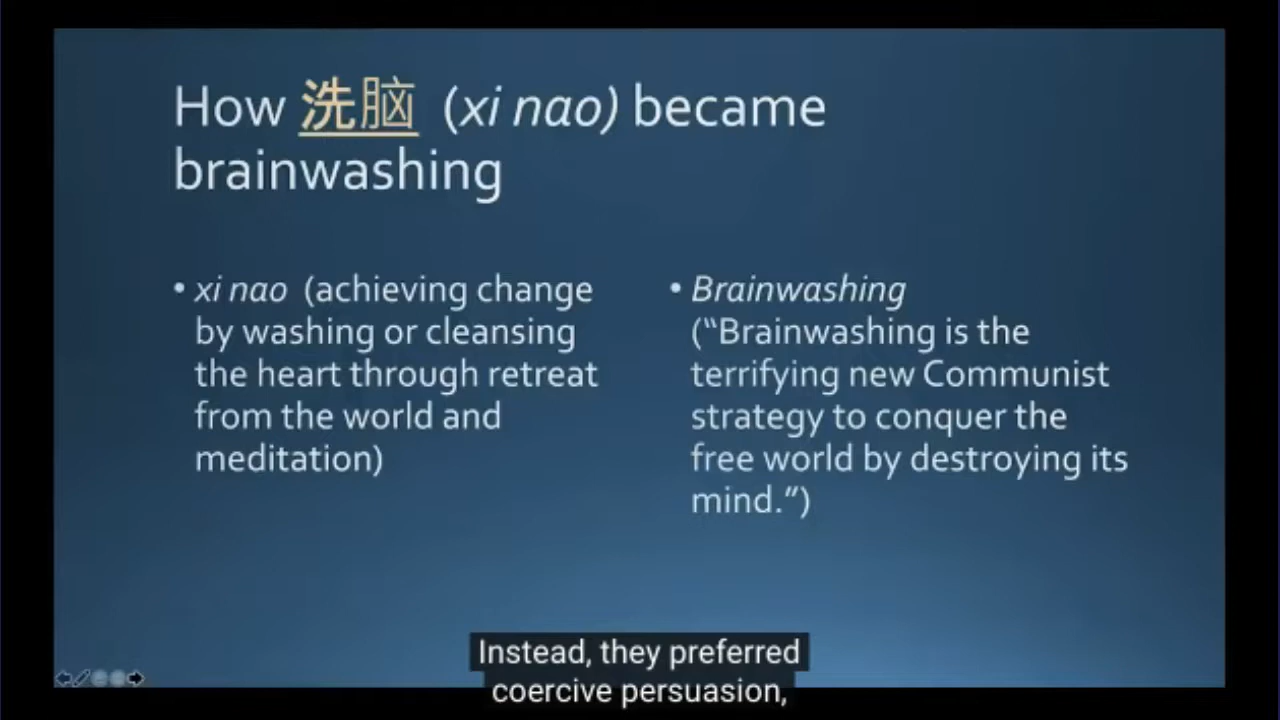 How 洗脑 (xi nao) became
brainwashing
• xi nao (achieving change
by washing or cleansing
the heart through retreat
from the world and
meditation)
• Brainwashing
(“Brainwashing is the
terrifying new Communist
strategy to conquer the
free world by destroying its
mind.”)
Instead, they preferred
coercive persuasion,